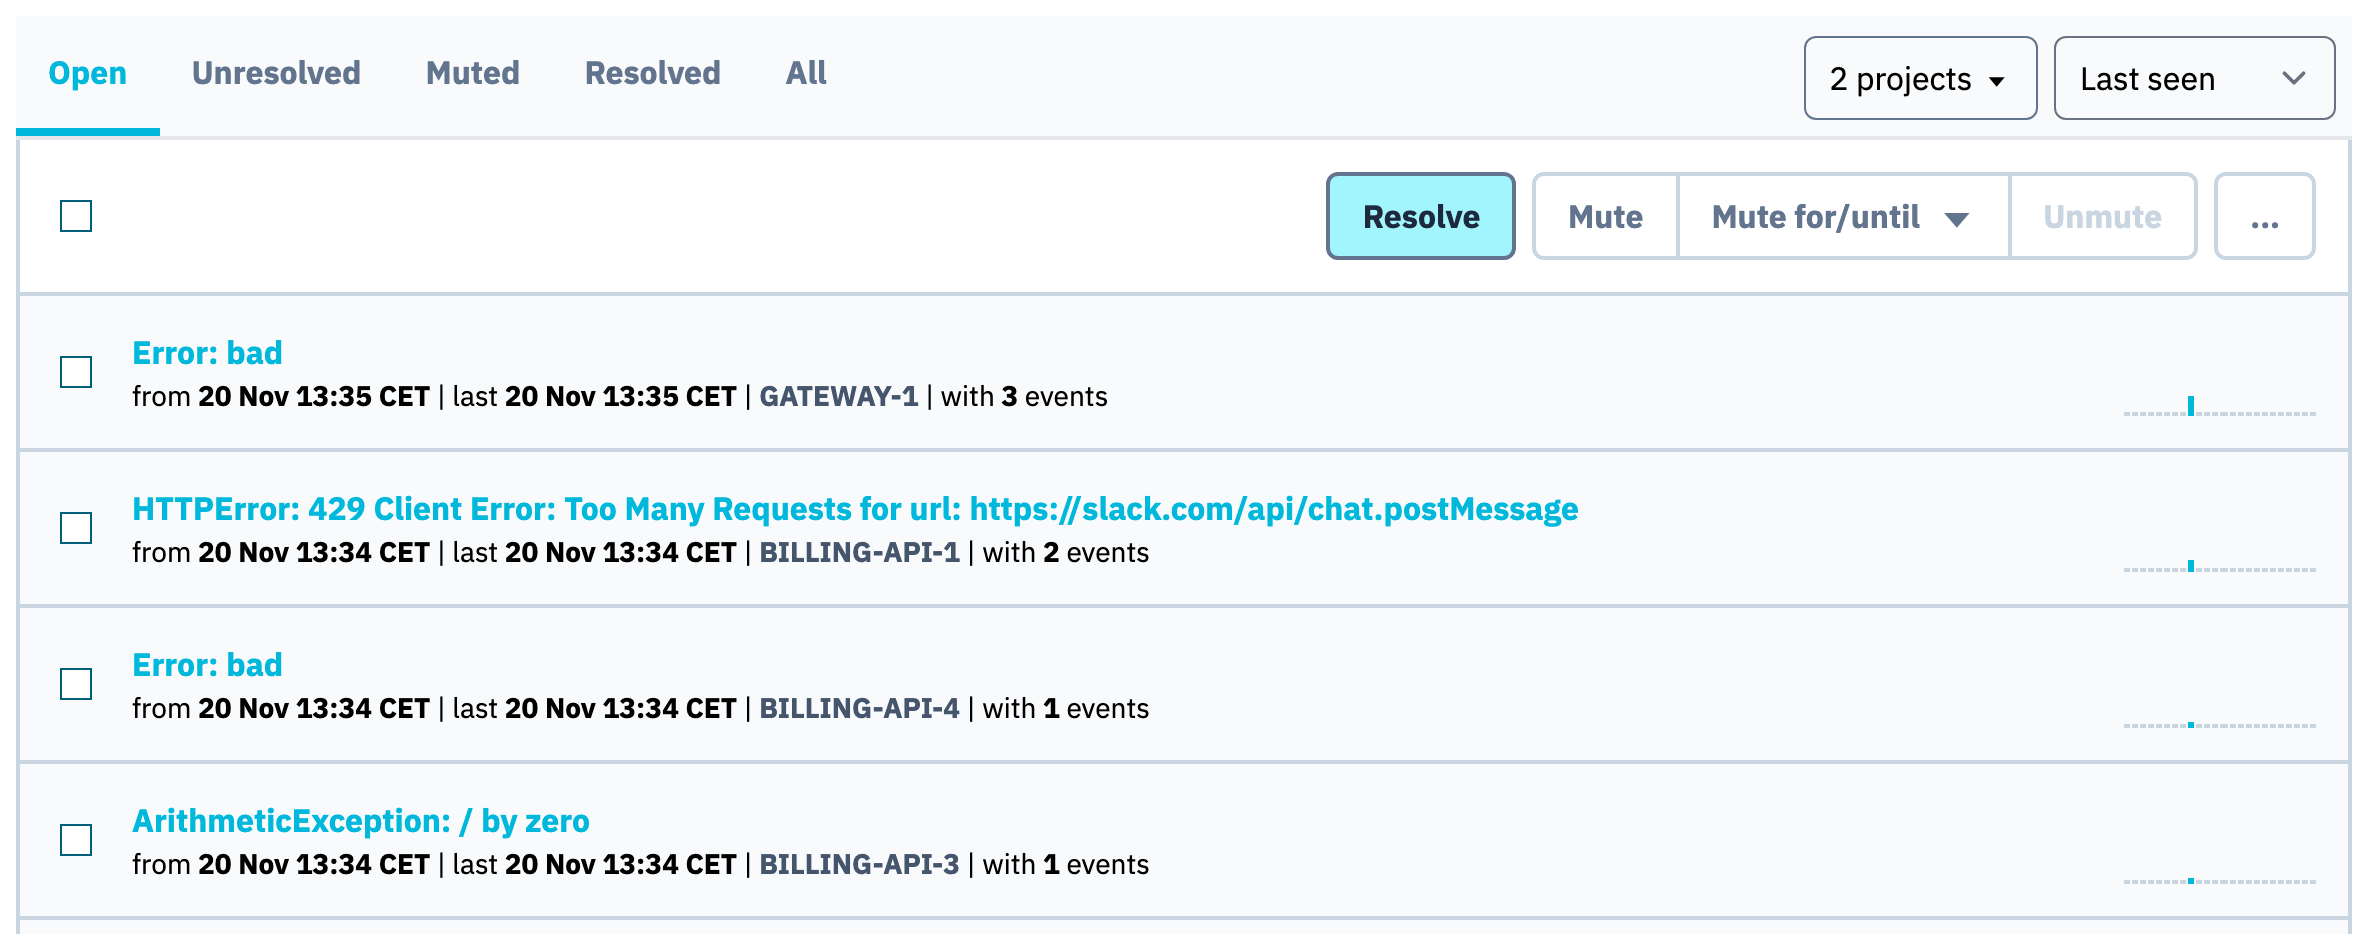 Open Unresolved Muted Resolved All 2 projects Last seen
Resolve Mute Mute for/until Unmute ...
Error: bad
from 20 Nov 13:35 CET | last 20 Nov 13:35 CET | GATEWAY-1 | with 3 events
HTTPError: 429 Client Error: Too Many Requests for url: https://slack.com/api/chat.postMessage
from 20 Nov 13:34 CET | last 20 Nov 13:34 CET | BILLING-API-1 | with 2 events
Error: bad
from 20 Nov 13:34 CET | last 20 Nov 13:34 CET | BILLING-API-4 | with 1 events
ArithmeticException: / by zero
from 20 Nov 13:34 CET | last 20 Nov 13:34 CET | BILLING-API-3 | with 1 events